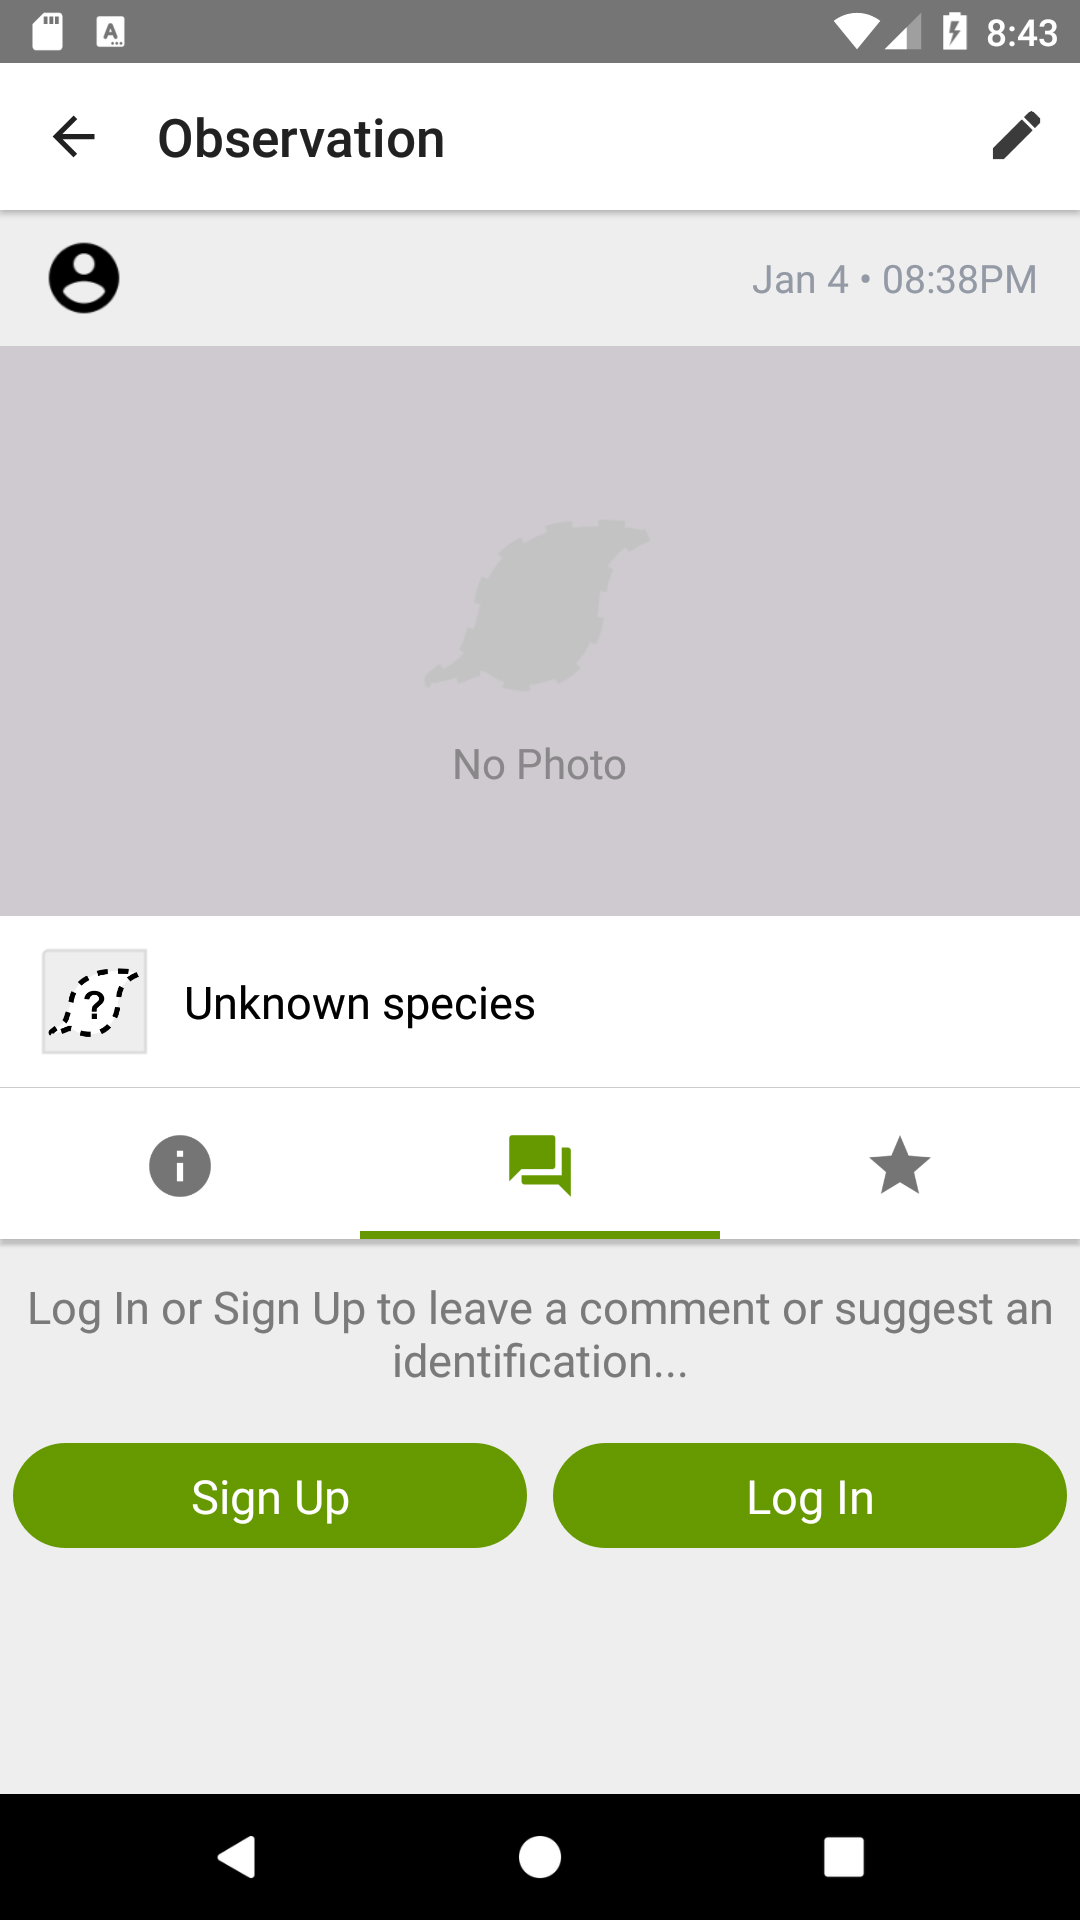 8:43
Observation
Jan 4 • 08:38PM
No Photo
?
Unknown species
Log In or Sign Up to leave a comment or suggest an
identification...
Sign Up
Log In